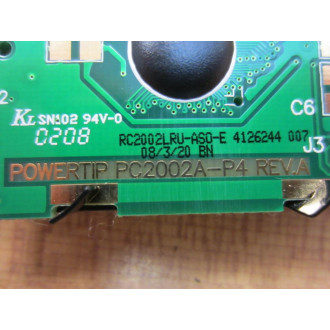 2
KL SN102 94V-0
0208
C6
RC2002LRU-ASO-E 4126244 007
08/3/20 BN
J3
POWERTIP PC2002A-P4 REV.A